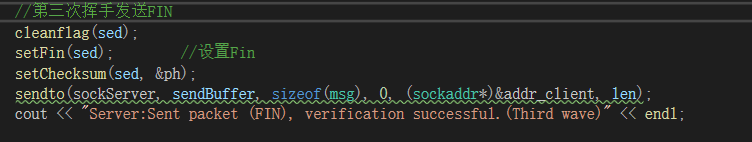 //第三次挥手发送FIN
cleanflag(sed);
setFin(sed);        //设置Fin
setChecksum(sed, &ph);
sendto(sockServer, sendBuffer, sizeof(msg), 0, (sockaddr*)&addr_client, len);
cout << "Server:Sent packet (FIN), verification successful.(Third wave)" << endl;